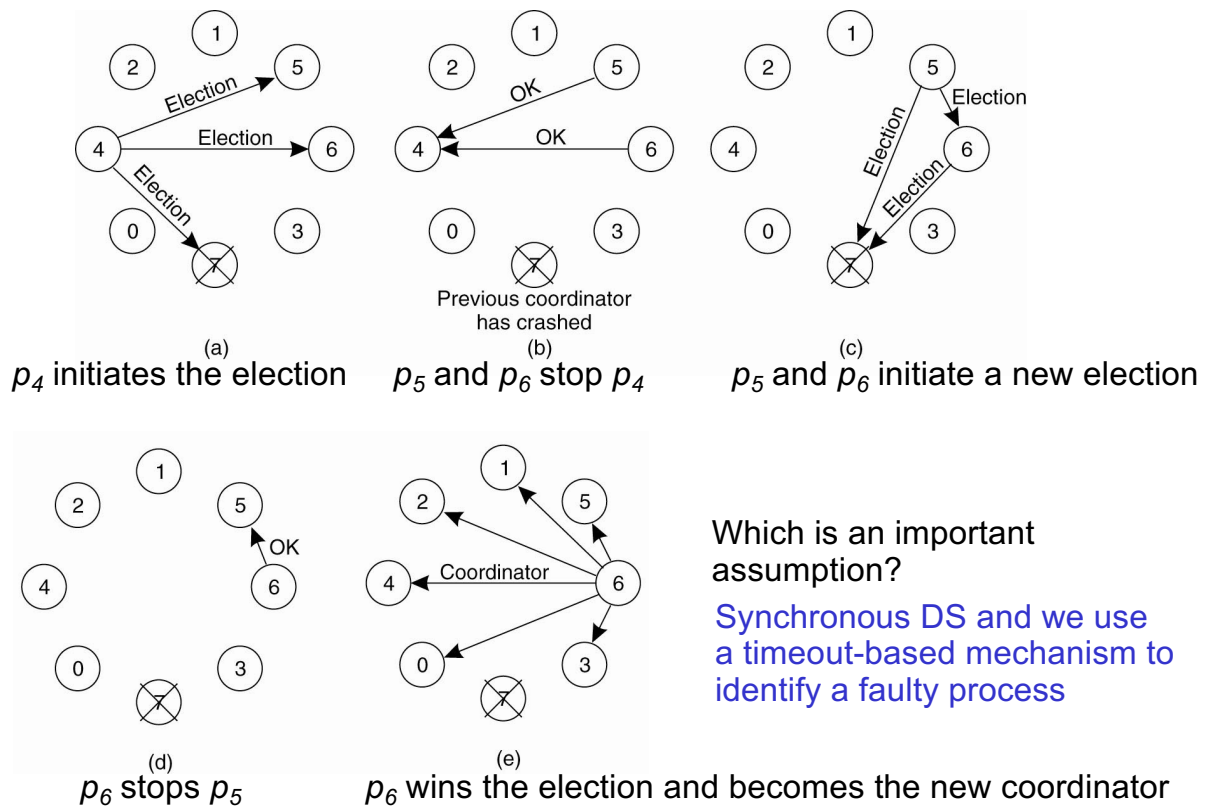 1
2
5
Election
4
Election
6
Election
0
3
7
(a)
p4 initiates the election
1
2
5
OK
4
OK
6
0
3
7
Previous coordinator
has crashed
(b)
p5 and p6 stop p4
1
2
5
Election
4
Election
6
Election
0
3
7
(c)
p5 and p6 initiate a new election
1
2
5
OK
4
6
0
3
7
(d)
p6 stops p5
1
2
5
4
Coordinator
6
0
3
7
(e)
p6 wins the election and becomes the new coordinator
Which is an important
assumption?
Synchronous DS and we use
a timeout-based mechanism to
identify a faulty process